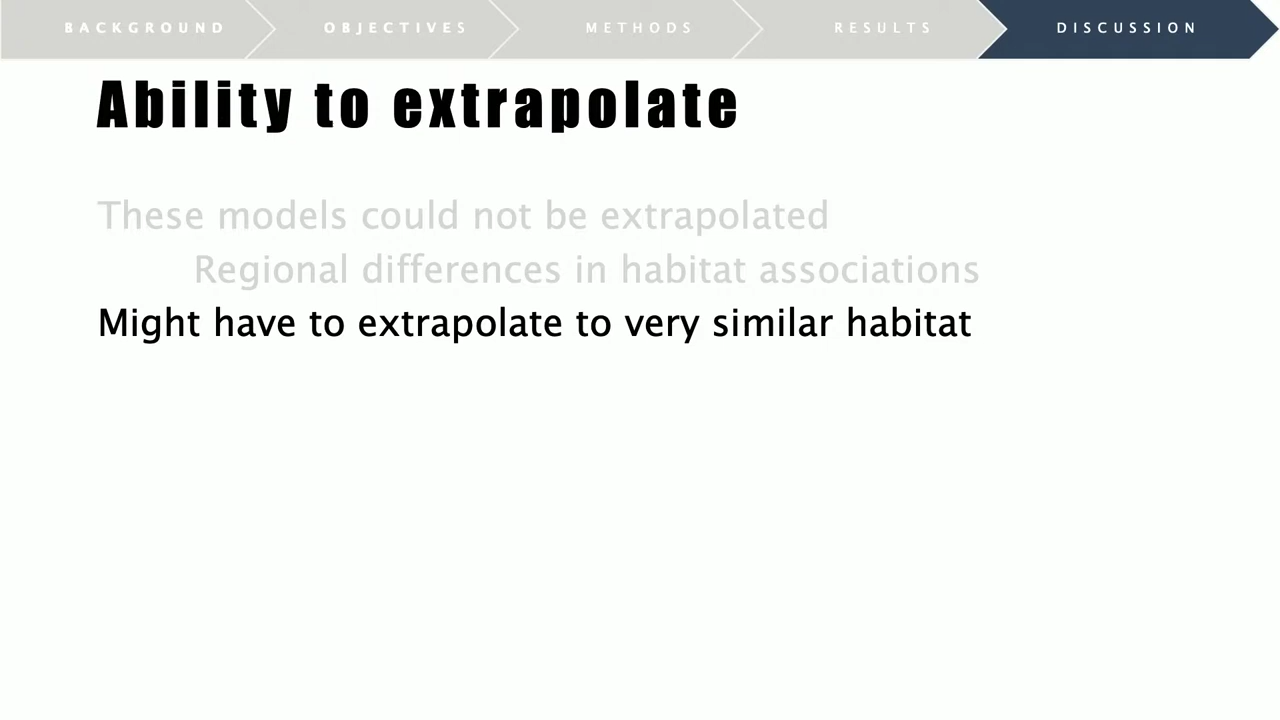 BACKGROUND
OBJECTIVES
METHODS
RESULTS
DISCUSSION
Ability to extrapolate
These models could not be extrapolated
Regional differences in habitat associations
Might have to extrapolate to very similar habitat